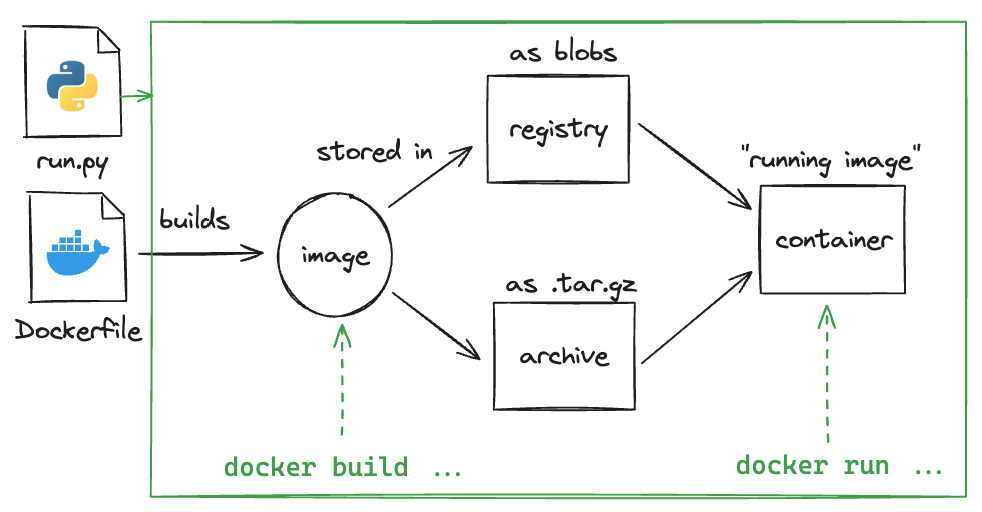 as blobs
registry
stored in
run.py
"running image"
builds
image
container
as .tar.gz
Dockerfile
archive
docker build ...
docker run ...